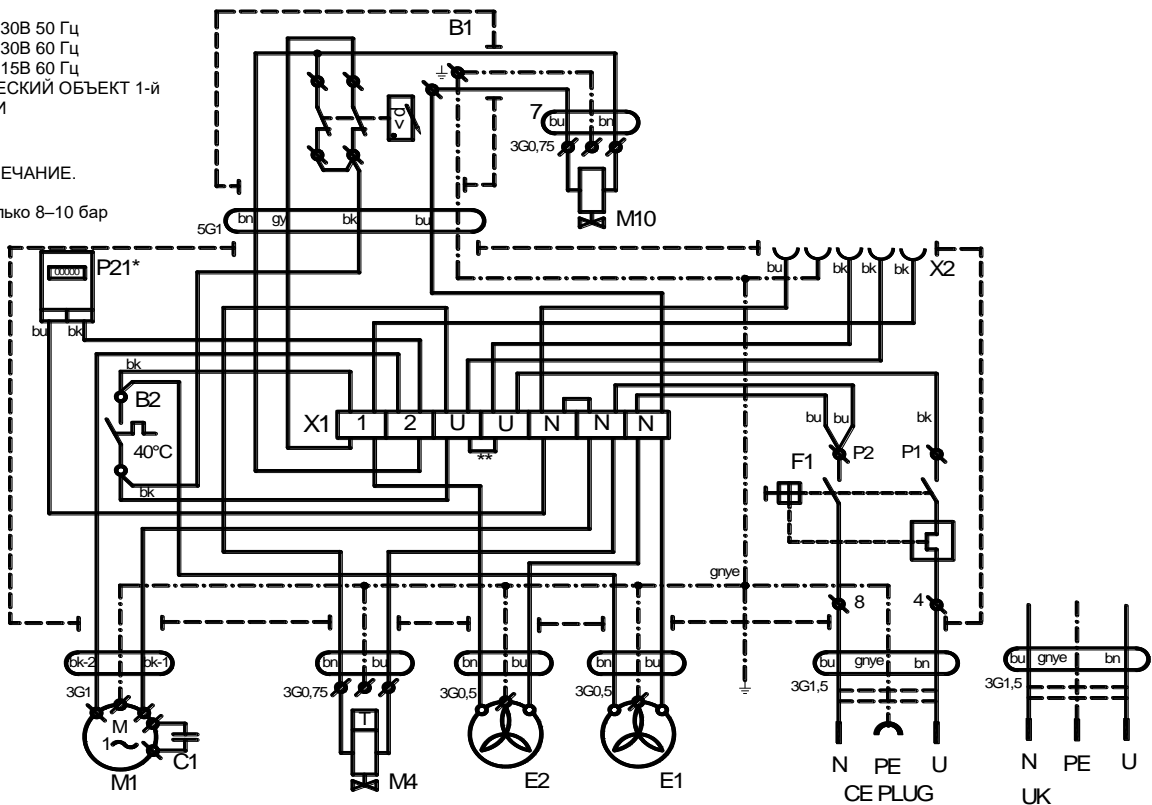 30В 50 Гц
30В 60 Гц
15В 60 Гц
ЕСКИЙ ОБЪЕКТ 1-й
И
ЕЧАНИЕ.
лько 8–10 бар
B1
<p
7
bu bn
3G0,75
M10
bn gy bk bu
5G1
P21*
00000
bu bk
bu bk bk bk
X2
bk
B2
40°C
bk
X1 1 2 U U N N N
**
bu bu bk
P2 P1
F1
gnye
8 4
bk-2 bk-1
3G1
M
1~
C1
M1
bn bu
3G0,75
T
M4
bn bu
3G0,5
E2
bn bu
3G0,5
E1
bu gnye bn
3G1,5
N PE U
CE PLUG
bu gnye bn
3G1,5
N PE U
UK